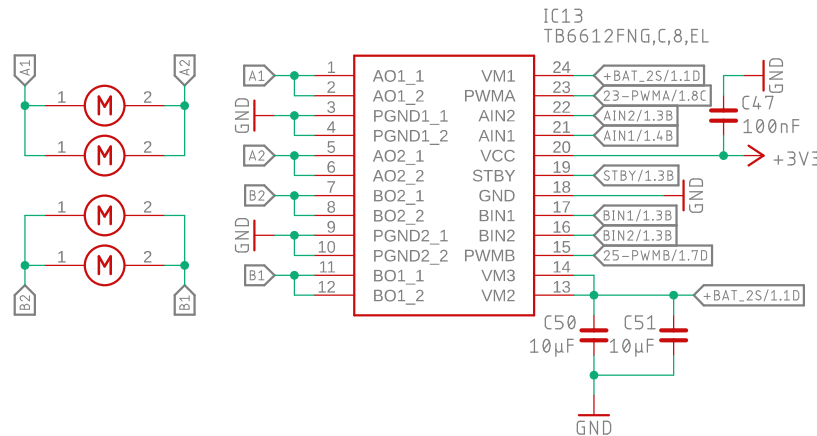 IC13
TB6612FNG,C,8,EL
A1 A2
1 M 2
1 M 2
1 M 2
1 M 2
B2 B1
A1 1 AO1_1
2 AO1_2
GND 3 PGND1_1
4 PGND1_2
A2 5 AO2_1
6 AO2_2
B2 7 BO2_1
8 BO2_2
GND 9 PGND2_1
10 PGND2_2
B1 11 BO1_1
12 BO1_2
VM1 24 +BAT_2S/1.1D
PWMA 23 23-PWMA/1.8C
AIN2 22 AIN2/1.3B
AIN1 21 AIN1/1.4B
VCC 20 +3V3
STBY 19 STBY/1.3B
GND 18 GND
BIN1 17 BIN1/1.3B
BIN2 16 BIN2/1.3B
PWMB 15 25-PWMB/1.7D
VM3 14
VM2 13 +BAT_2S/1.1D
GND
C47
100nF
C50
10µF
C51
10µF
GND